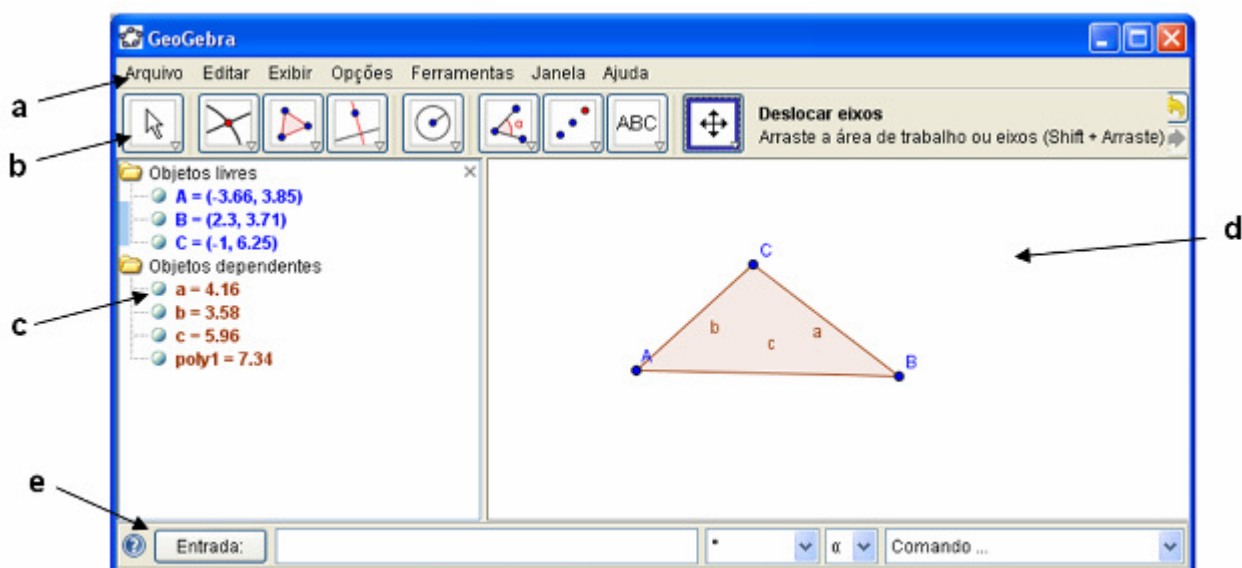 GeoGebra
Arquivo Editar Exibir Opções Ferramentas Janela Ajuda
a
ABC
α
Deslocar eixos
Arraste a área de trabalho ou eixos (Shift + Arraste)
b
Objetos livres
A = (-3.66, 3.85)
B = (2.3, 3.71)
C = (-1, 6.25)
Objetos dependentes
a = 4.16
b = 3.58
c = 5.96
poly1 = 7.34
c
C
b
a
c
A
B
d
e
? Entrada: * α Comando ...